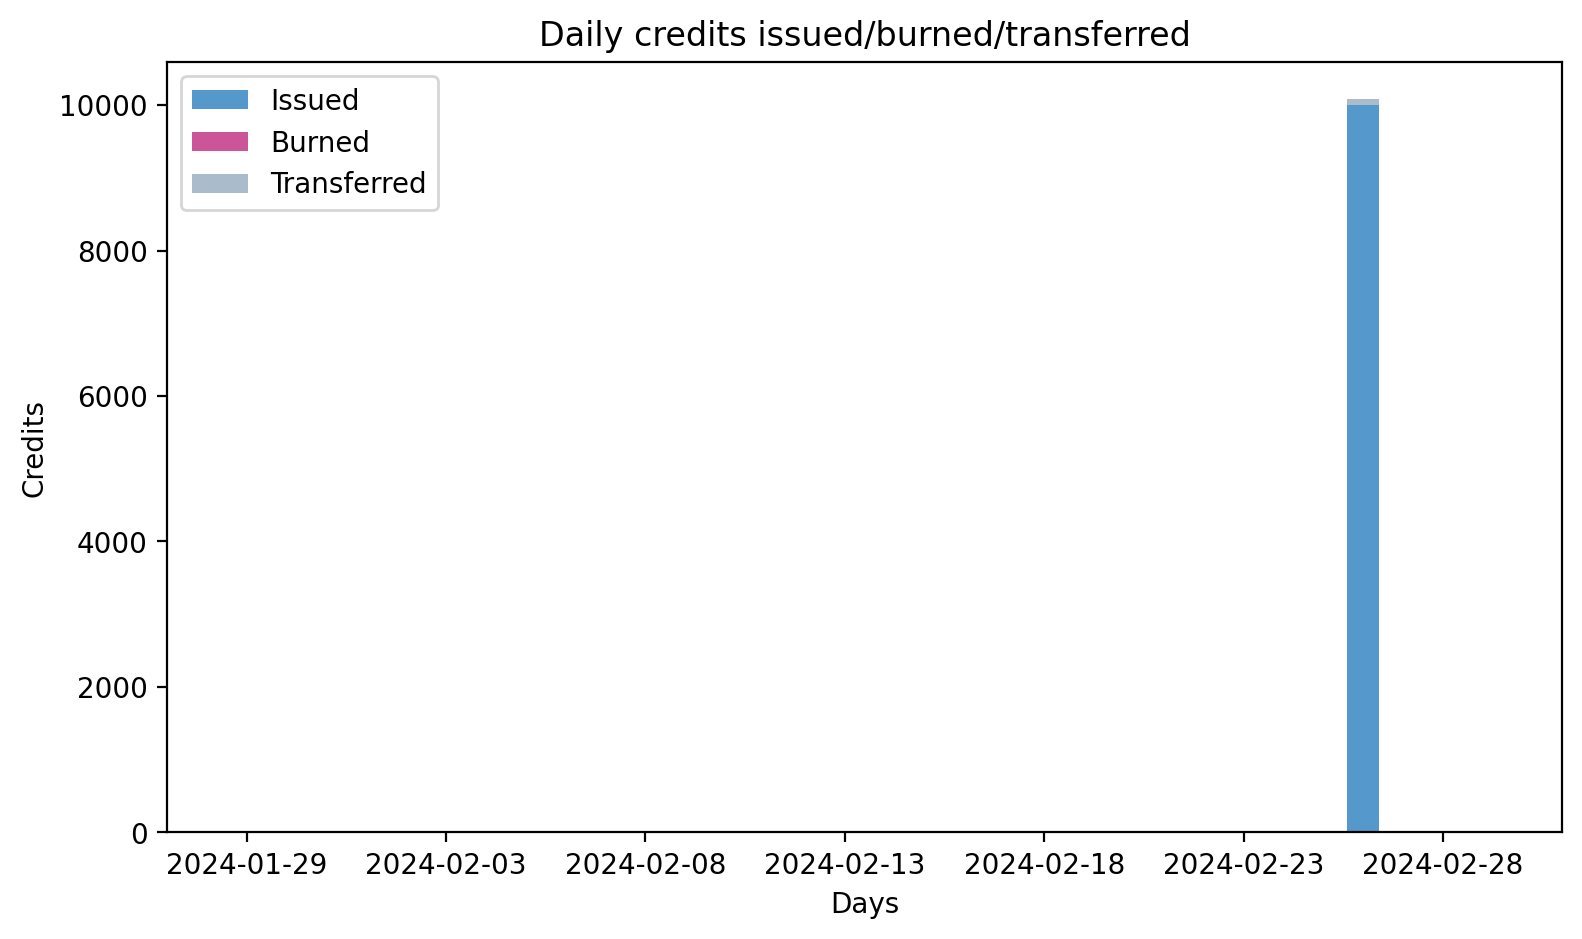 Daily credits issued/burned/transferred
Issued
Burned
Transferred
10000
8000
6000
4000
2000
0
Credits
2024-01-29 2024-02-03 2024-02-08 2024-02-13 2024-02-18 2024-02-23 2024-02-28
Days